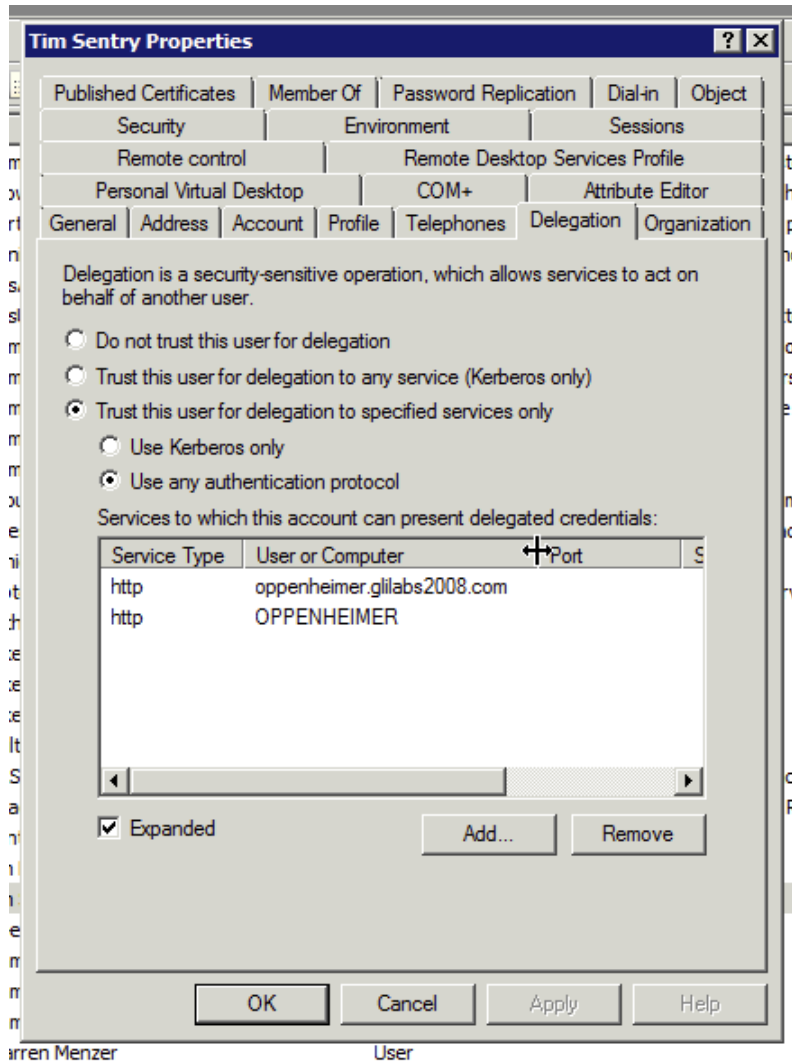 Tim Sentry Properties
Published Certificates Member Of Password Replication Dial-in Object
Security Environment Sessions
Remote control Remote Desktop Services Profile
Personal Virtual Desktop COM+ Attribute Editor
General Address Account Profile Telephones Delegation Organization
Delegation is a security-sensitive operation, which allows services to act on
behalf of another user.
Do not trust this user for delegation
Trust this user for delegation to any service (Kerberos only)
Trust this user for delegation to specified services only
Use Kerberos only
Use any authentication protocol
Services to which this account can present delegated credentials:
Service Type User or Computer Port S
http oppenheimer.glilabs2008.com
http OPPENHEIMER
Expanded Add... Remove
OK Cancel Apply Help
arren Menzer User